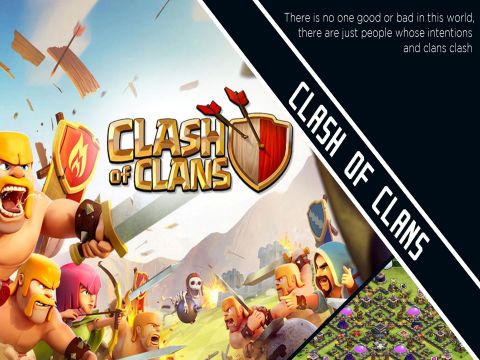 There is no one good or bad in this world,
there are just people whose intentions
and clans clash
CLASH
OF CLANS
CLASH OF CLANS